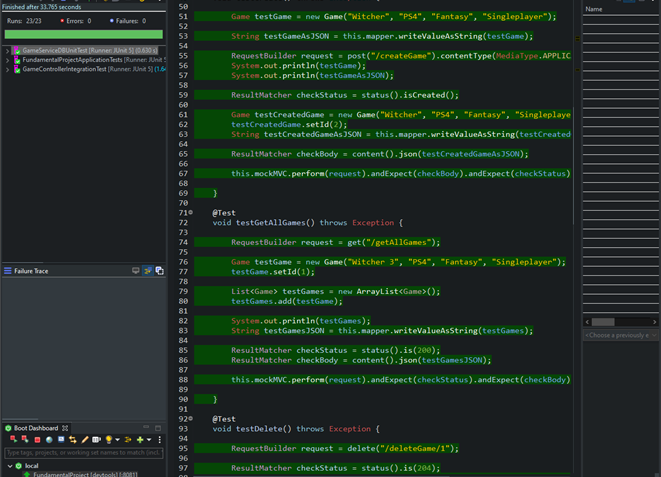 Finished after 33.765 seconds
Runs: 23/23
Errors: 0
Failures: 0
GameServiceDBUnitTest [Runner: JUnit 5] (0.630 s)
FundamentalProjectApplicationTests [Runner: JUnit
GameControllerIntegrationTest [Runner: JUnit 5] (1.64
Failure Trace
Boot Dashboard
Type tags, projects, or working set names to match (incl.
local
FundamentalProject [devtools] [:8081]
50
51 Game testGame = new Game("Witcher", "PS4", "Fantasy", "Singleplayer");
52
53 String testGameAsJSON = this.mapper.writeValueAsString(testGame);
54
55 RequestBuilder request = post("/createGame").contentType(MediaType.APPLIC
56 System.out.println(testGame);
57 System.out.println(testGameAsJSON);
58
59 ResultMatcher checkStatus = status().isCreated();
60
61 Game testCreatedGame = new Game("Witcher", "PS4", "Fantasy", "Singleplaye
62 testCreatedGame.setId(2);
63 String testCreatedGameAsJSON = this.mapper.writeValueAsString(testCreated
64
65 ResultMatcher checkBody = content().json(testCreatedGameAsJSON);
66
67 this.mockMVC.perform(request).andExpect(checkBody).andExpect(checkStatus)
68
69 }
70
71 @Test
72 void testGetAllGames() throws Exception {
73
74 RequestBuilder request = get("/getAllGames");
75
76 Game testGame = new Game("Witcher 3", "PS4", "Fantasy", "Singleplayer");
77 testGame.setId(1);
78
79 List<Game> testGames = new ArrayList<Game>();
80 testGames.add(testGame);
81
82 System.out.println(testGames);
83 String testGamesJSON = this.mapper.writeValueAsString(testGames);
84
85 ResultMatcher checkStatus = status().is(200);
86 ResultMatcher checkBody = content().json(testGamesJSON);
87
88 this.mockMVC.perform(request).andExpect(checkStatus).andExpect(checkBody)
89
90 }
91
92 @Test
93 void testDelete() throws Exception {
94
95 RequestBuilder request = delete("/deleteGame/1");
96
97 ResultMatcher checkStatus = status().is(204);
98
Name
<Choose a previously e